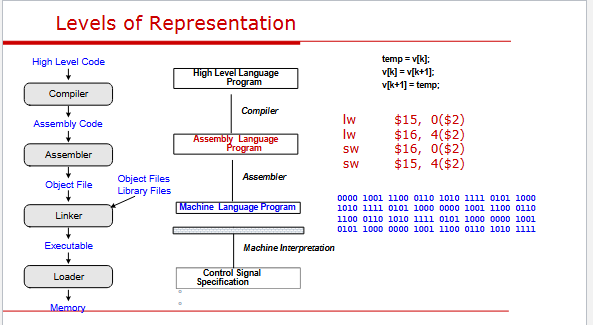 Levels of Representation
High Level Code
Compiler
Assembly Code
Assembler
Object File
Object Files
Library Files
Linker
Executable
Loader
Memory
High Level Language
Program
Compiler
Assembly Language
Program
Assembler
Machine Language Program
Machine Interpretation
Control Signal
Specification
temp = v[k];
v[k] = v[k+1];
v[k+1] = temp;
lw $15, 0($2)
lw $16, 4($2)
sw $16, 0($2)
sw $15, 4($2)
0000 1001 1100 0110 1010 1111 0101 1000
1010 1111 0101 1000 0000 1001 1100 0110
1100 0110 1010 1111 0101 1000 0000 1001
0101 1000 0000 1001 1100 0110 1010 1111